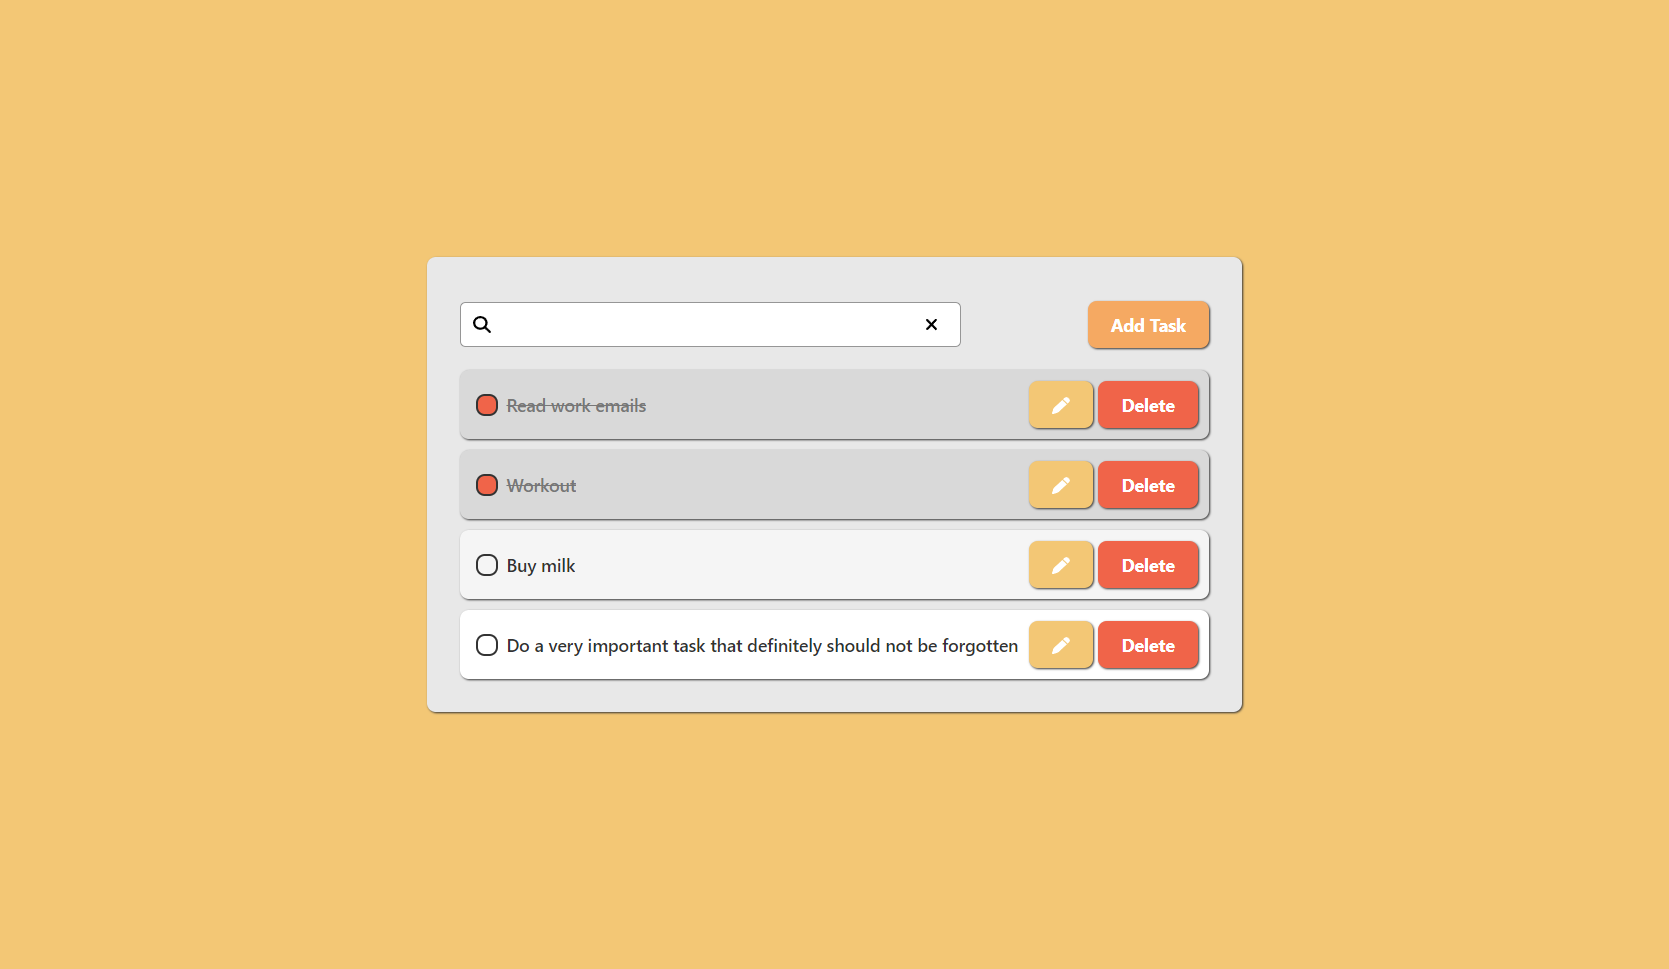 Add Task
Read work emails Delete
Workout Delete
Buy milk Delete
Do a very important task that definitely should not be forgotten Delete